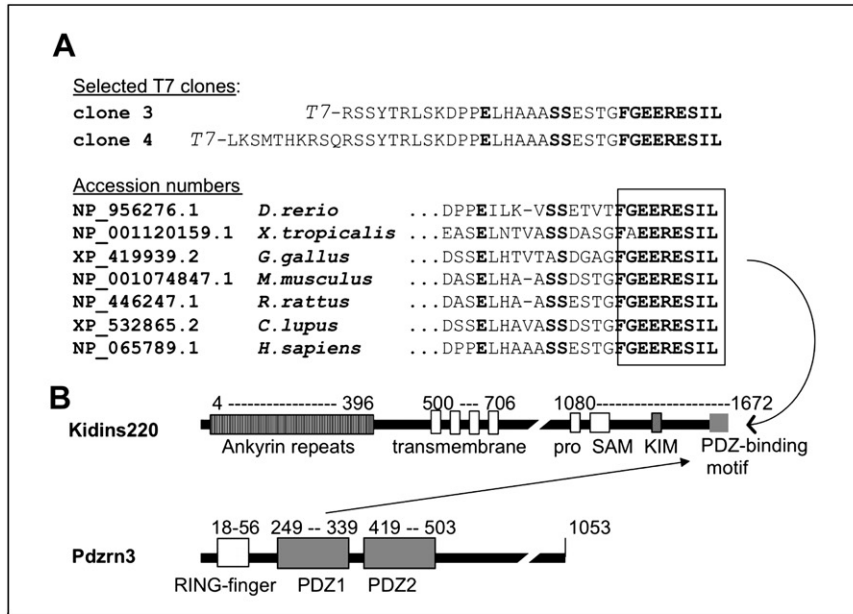 A
Selected T7 clones:
clone 3 T7-RSSYTRLSKDPPELHAAASSESTGFGEERESIL
clone 4 T7-LKSMTHKRSQRSSYTRLSKDPPELHAAASSESTGFGEERESIL
Accession numbers
NP_956276.1 D.rerio ...DPPEILK-VSSETVTFGEERESIL
NP_001120159.1 X.tropicalis ...EASELNTVASSDASGFAEERESIL
XP_419939.2 G.gallus ...DSSELHTVTASDGAGFGEERESIL
NP_001074847.1 M.musculus ...DASELHA-ASSDSTGFGEERESIL
NP_446247.1 R.rattus ...DASELHA-ASSESTGFGEERESIL
XP_532865.2 C.lupus ...DSSELHAVASSDSTGFGEERESIL
NP_065789.1 H.sapiens ...DPPELHAAASSESTGFGEERESIL
B
4 ----------------- 396 500 --- 706 1080--------------------1672
Kidins220
Ankyrin repeats transmembrane pro SAM KIM PDZ-binding
motif
18-56 249 -- 339 419 -- 503 1053
Pdzrn3
RING-finger PDZ1 PDZ2